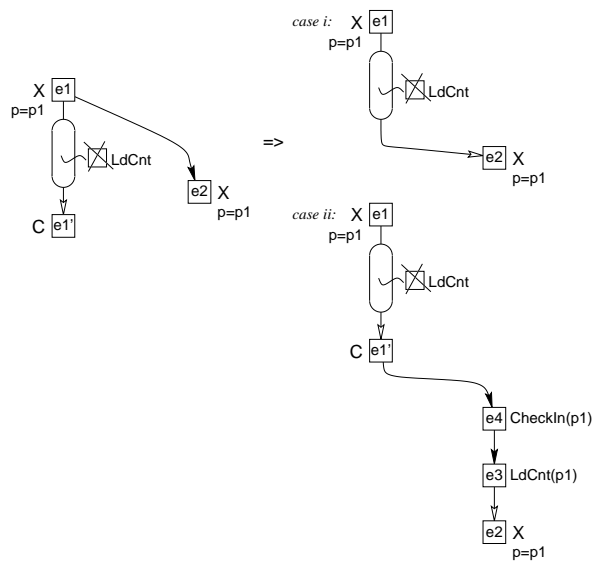 X e1
p=p1
LdCnt
e2 X
p=p1
C e1'
=>
case i: X e1
p=p1
LdCnt
e2 X
p=p1
case ii: X e1
p=p1
LdCnt
C e1'
e4 CheckIn(p1)
e3 LdCnt(p1)
e2 X
p=p1